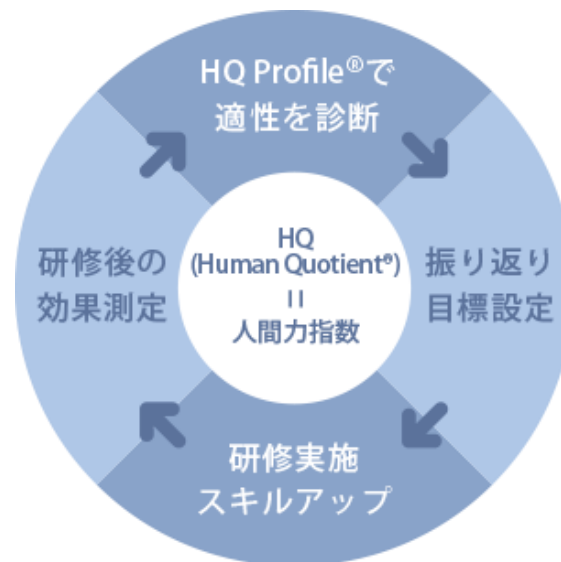 HQ Profile®で
適性を診断
振り返り
目標設定
研修実施
スキルアップ
研修後の
効果測定
HQ
(Human Quotient®)
=
人間力指数